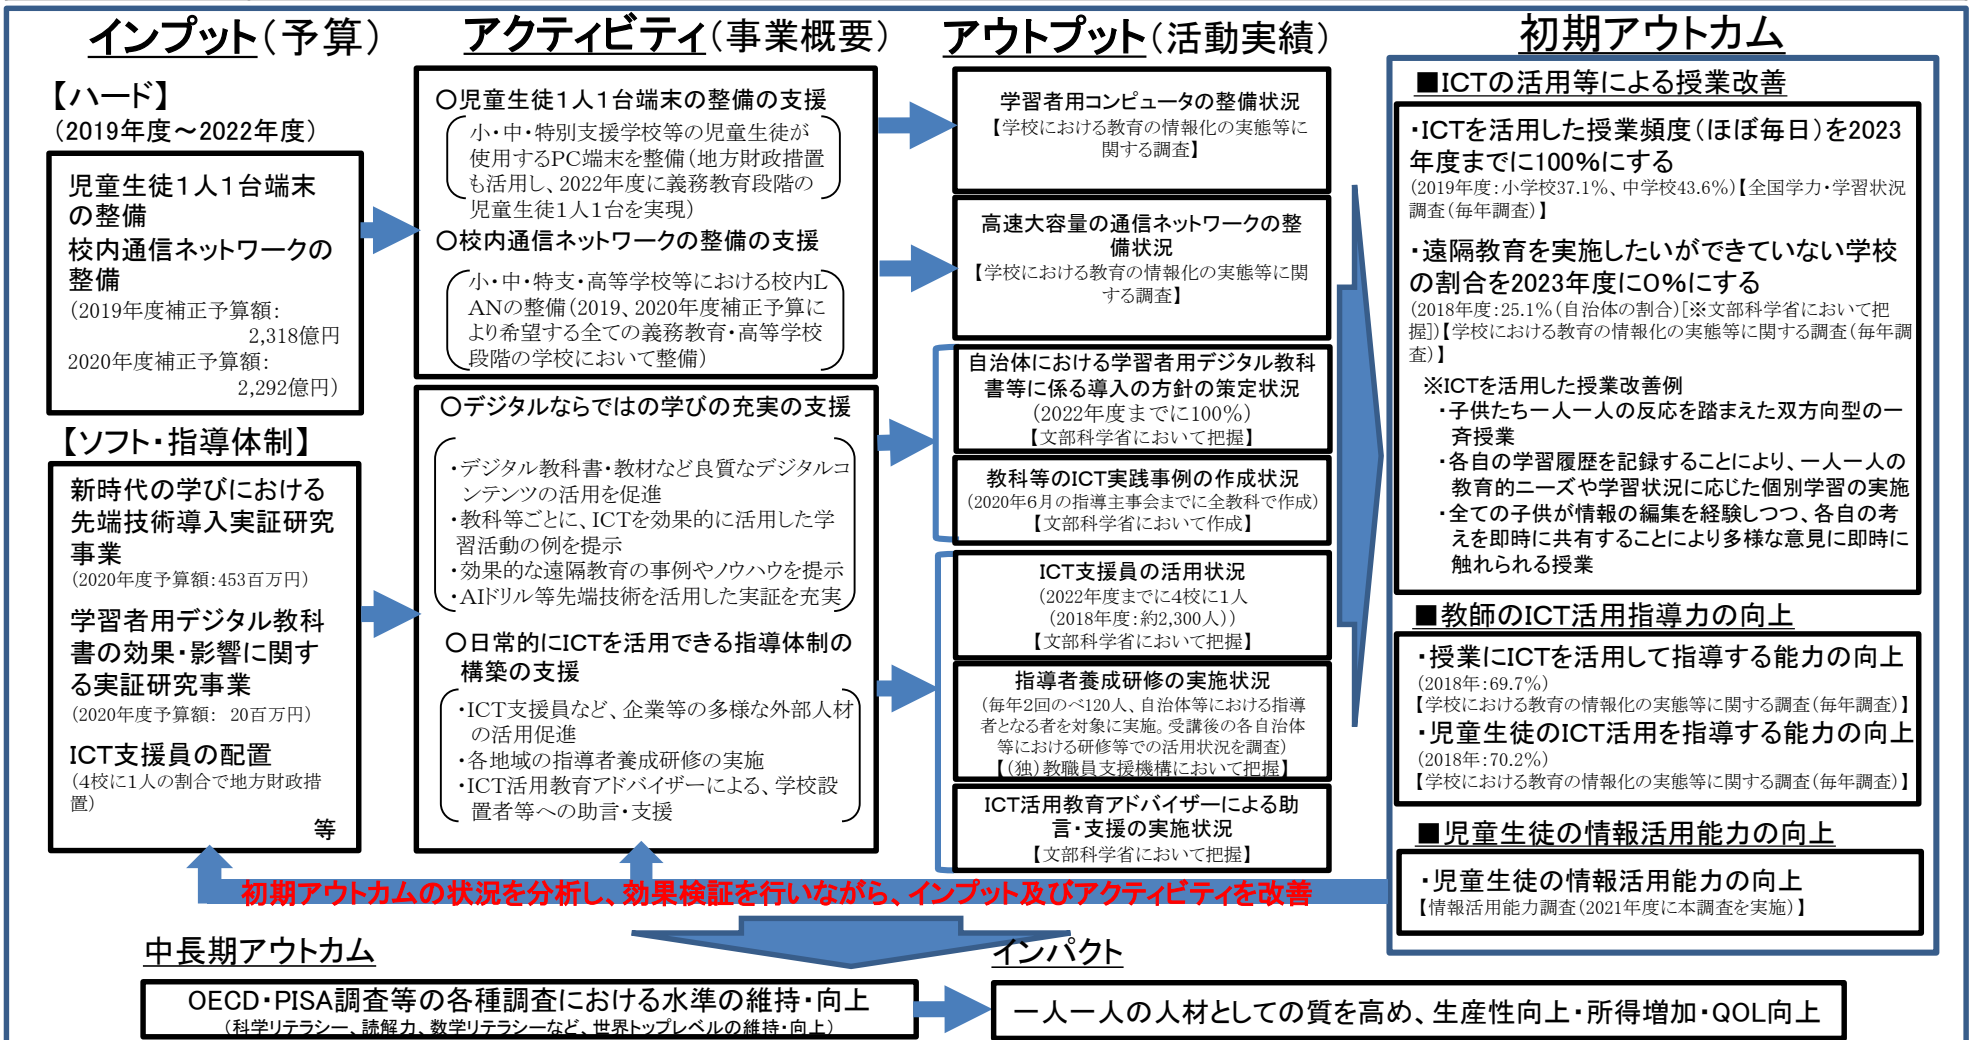 インプット(予算)
【ハード】
(2019年度～2022年度)
児童生徒1人1台端末
の整備
校内通信ネットワークの
整備
(2019年度補正予算額:
2,318億円
2020年度補正予算額:
2,292億円)
【ソフト・指導体制】
新時代の学びにおける
先端技術導入実証研究
事業
(2020年度予算額:453百万円)
学習者用デジタル教科
書の効果・影響に関す
る実証研究事業
(2020年度予算額: 20百万円)
ICT支援員の配置
(4校に1人の割合で地方財政措
置)
等
アクティビティ(事業概要)
○児童生徒1人1台端末の整備の支援
小・中・特別支援学校等の児童生徒が
使用するPC端末を整備(地方財政措置
も活用し、2022年度に義務教育段階の
児童生徒1人1台を実現)
○校内通信ネットワークの整備の支援
小・中・特支・高等学校等における校内L
ANの整備(2019、2020年度補正予算に
より希望する全ての義務教育・高等学校
段階の学校において整備)
○デジタルならではの学びの充実の支援
・デジタル教科書・教材など良質なデジタルコ
ンテンツの活用を促進
・教科等ごとに、ICTを効果的に活用した学
習活動の例を提示
・効果的な遠隔教育の事例やノウハウを提示
・AIドリル等先端技術を活用した実証を充実
○日常的にICTを活用できる指導体制の
構築の支援
・ICT支援員など、企業等の多様な外部人材
の活用促進
・各地域の指導者養成研修の実施
・ICT活用教育アドバイザーによる、学校設
置者等への助言・支援
アウトプット(活動実績)
学習者用コンピュータの整備状況
【学校における教育の情報化の実態等に
関する調査】
高速大容量の通信ネットワークの整
備状況
【学校における教育の情報化の実態等に関
する調査】
自治体における学習者用デジタル教科
書等に係る導入の方針の策定状況
(2022年度までに100%)
【文部科学省において把握】
教科等のICT実践事例の作成状況
(2020年6月の指導主事会までに全教科で作成)
【文部科学省において作成】
ICT支援員の活用状況
(2022年度までに4校に1人
(2018年度:約2,300人))
【文部科学省において把握】
指導者養成研修の実施状況
(毎年2回のべ120人、自治体等における指導
者となる者を対象に実施。受講後の各自治体
等における研修等での活用状況を調査)
【(独)教職員支援機構において把握】
ICT活用教育アドバイザーによる助
言・支援の実施状況
【文部科学省において把握】
初期アウトカム
■ICTの活用等による授業改善
・ICTを活用した授業頻度(ほぼ毎日)を2023
年度までに100%にする
(2019年度:小学校37.1%、中学校43.6%)【全国学力・学習状況
調査(毎年調査)】
・遠隔教育を実施したいができていない学校
の割合を2023年度に0%にする
(2018年度:25.1%(自治体の割合)[※文部科学省において把
握])【学校における教育の情報化の実態等に関する調査(毎年調
査)】
※ICTを活用した授業改善例
・子供たち一人一人の反応を踏まえた双方向型の一
斉授業
・各自の学習履歴を記録することにより、一人一人の
教育的ニーズや学習状況に応じた個別学習の実施
・全ての子供が情報の編集を経験しつつ、各自の考
えを即時に共有することにより多様な意見に即時に
触れられる授業
■教師のICT活用指導力の向上
・授業にICTを活用して指導する能力の向上
(2018年:69.7%)
【学校における教育の情報化の実態等に関する調査(毎年調査)】
・児童生徒のICT活用を指導する能力の向上
(2018年:70.2%)
【学校における教育の情報化の実態等に関する調査(毎年調査)】
■児童生徒の情報活用能力の向上
・児童生徒の情報活用能力の向上
【情報活用能力調査(2021年度に本調査を実施)】
初期アウトカムの状況を分析し、効果検証を行いながら、インプット及びアクティビティを改善
中長期アウトカム
OECD・PISA調査等の各種調査における水準の維持・向上
(科学リテラシー、読解力、数学リテラシーなど、世界トップレベルの維持・向上)
インパクト
一人一人の人材としての質を高め、生産性向上・所得増加・QOL向上